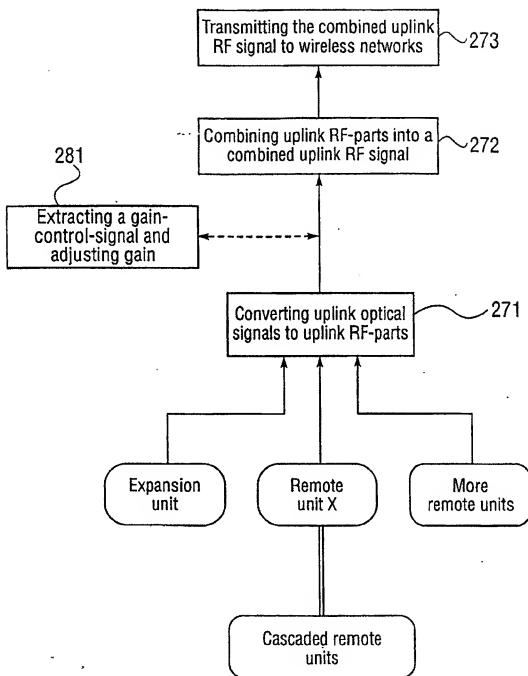 Transmitting the combined uplink
RF signal to wireless networks
273
Combining uplink RF-parts into a
combined uplink RF signal
272
281
Extracting a gain-
control-signal and
adjusting gain
Converting uplink optical
signals to uplink RF-parts
271
Expansion
unit
Remote
unit X
More
remote units
Cascaded remote
units